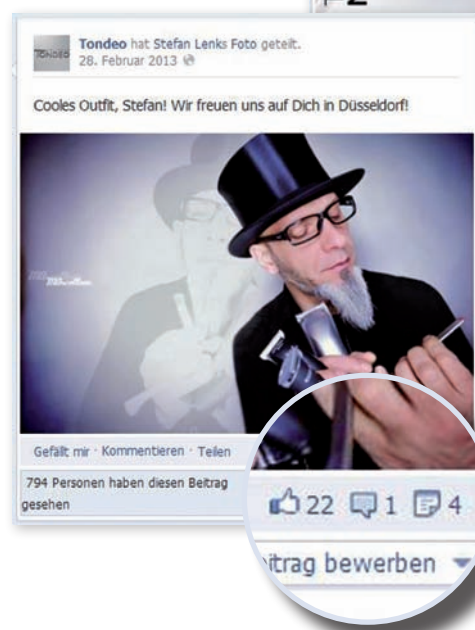 TONDEO
Tondeo hat Stefan Lenks Foto geteilt.
28. Februar 2013
Cooles Outfit, Stefan! Wir freuen uns auf Dich in Düsseldorf!
Gefällt mir · Kommentieren · Teilen
794 Personen haben diesen Beitrag
gesehen
22 1 4
itrag bewerben